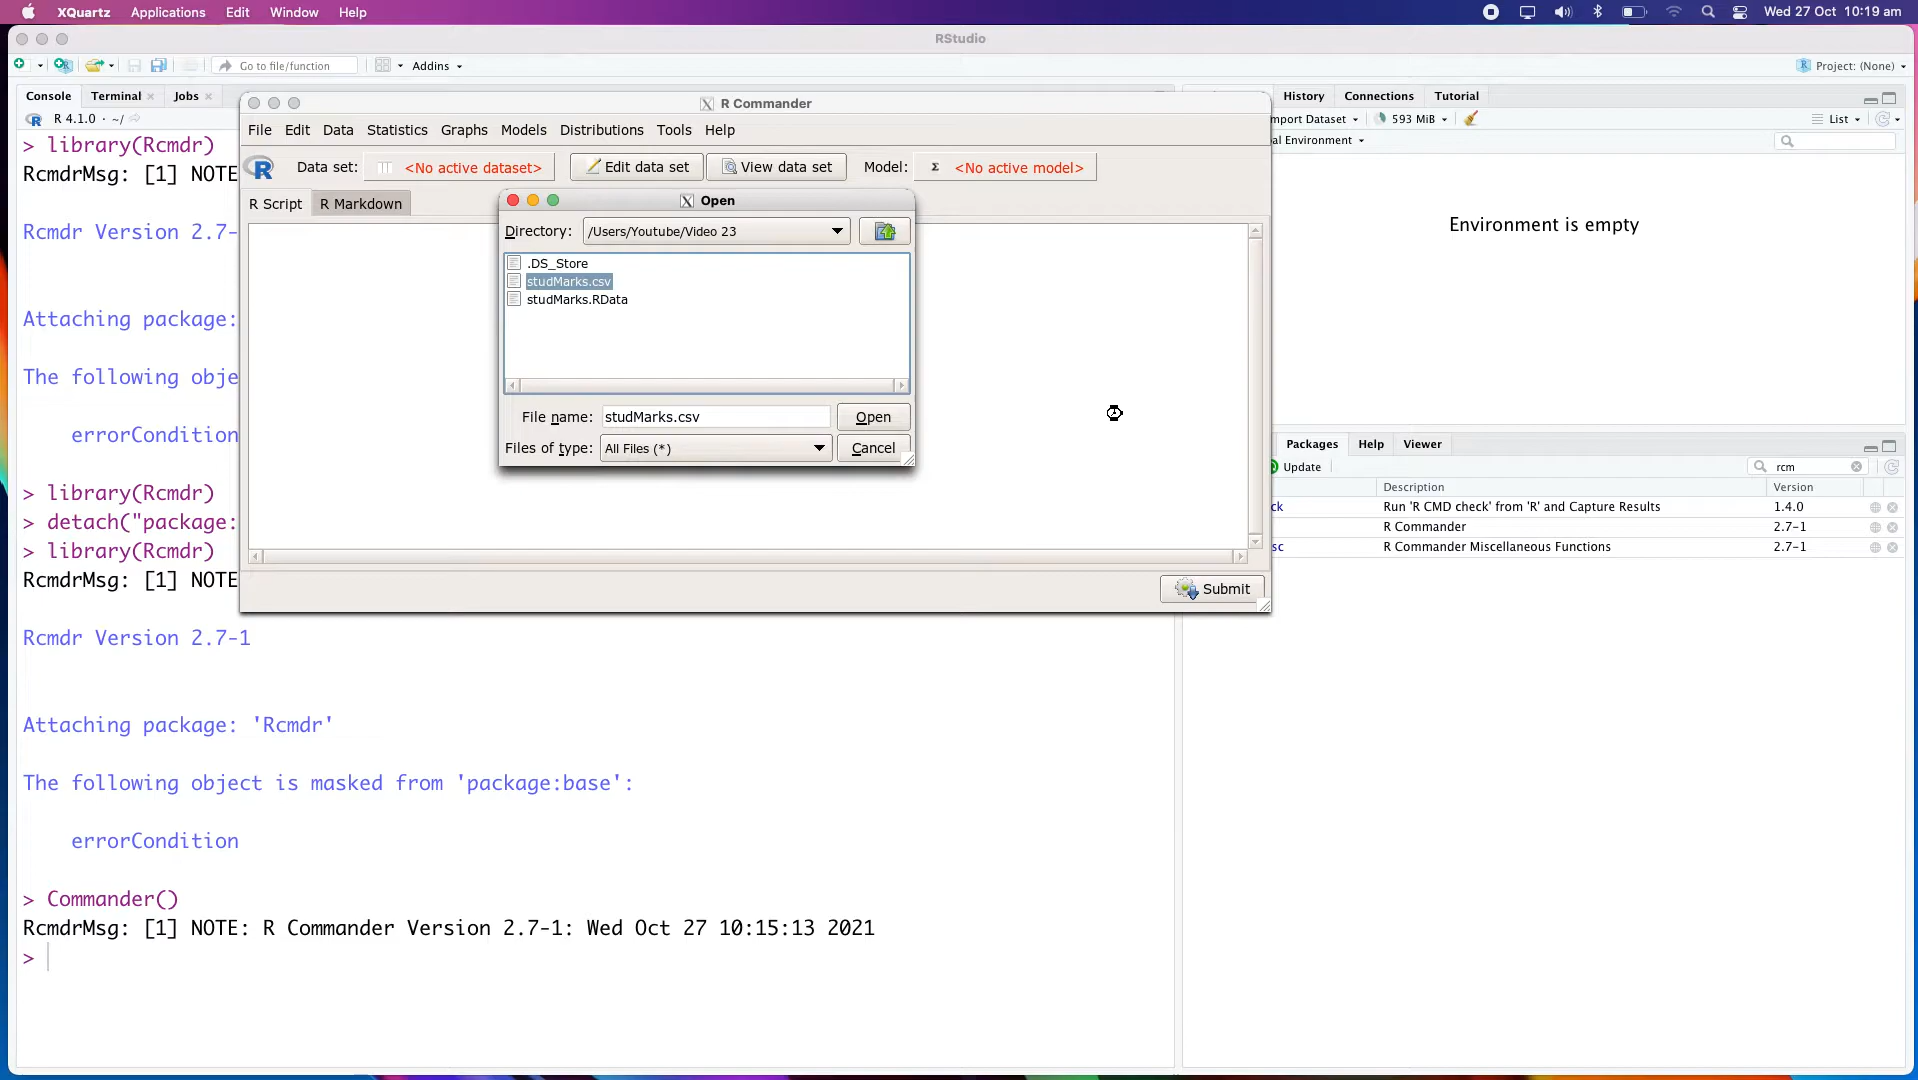 XQuartz Applications Edit Window Help
Wed 27 Oct 10:19 am
RStudio
Go to file/function
Addins
Project: (None)
Console Terminal Jobs
R 4.1.0 · ~/
> library(Rcmdr)
RcmdrMsg: [1] NOTE
Rcmdr Version 2.7-
Attaching package:
The following obje
errorCondition
> library(Rcmdr)
> detach("package:
> library(Rcmdr)
RcmdrMsg: [1] NOTE
Rcmdr Version 2.7-1
Attaching package: 'Rcmdr'
The following object is masked from 'package:base':
errorCondition
> Commander()
RcmdrMsg: [1] NOTE: R Commander Version 2.7-1: Wed Oct 27 10:15:13 2021
>
R Commander
File Edit Data Statistics Graphs Models Distributions Tools Help
Data set: <No active dataset> Edit data set View data set Model: Σ <No active model>
R Script R Markdown
Open
Directory: /Users/Youtube/Video 23
.DS_Store
studMarks.csv
studMarks.RData
File name: studMarks.csv Open
Files of type: All Files (*) Cancel
Submit
History Connections Tutorial
mport Dataset 593 MiB List
al Environment
Environment is empty
Packages Help Viewer
Update rcm
Description Version
ck Run 'R CMD check' from 'R' and Capture Results 1.4.0
R Commander 2.7-1
sc R Commander Miscellaneous Functions 2.7-1